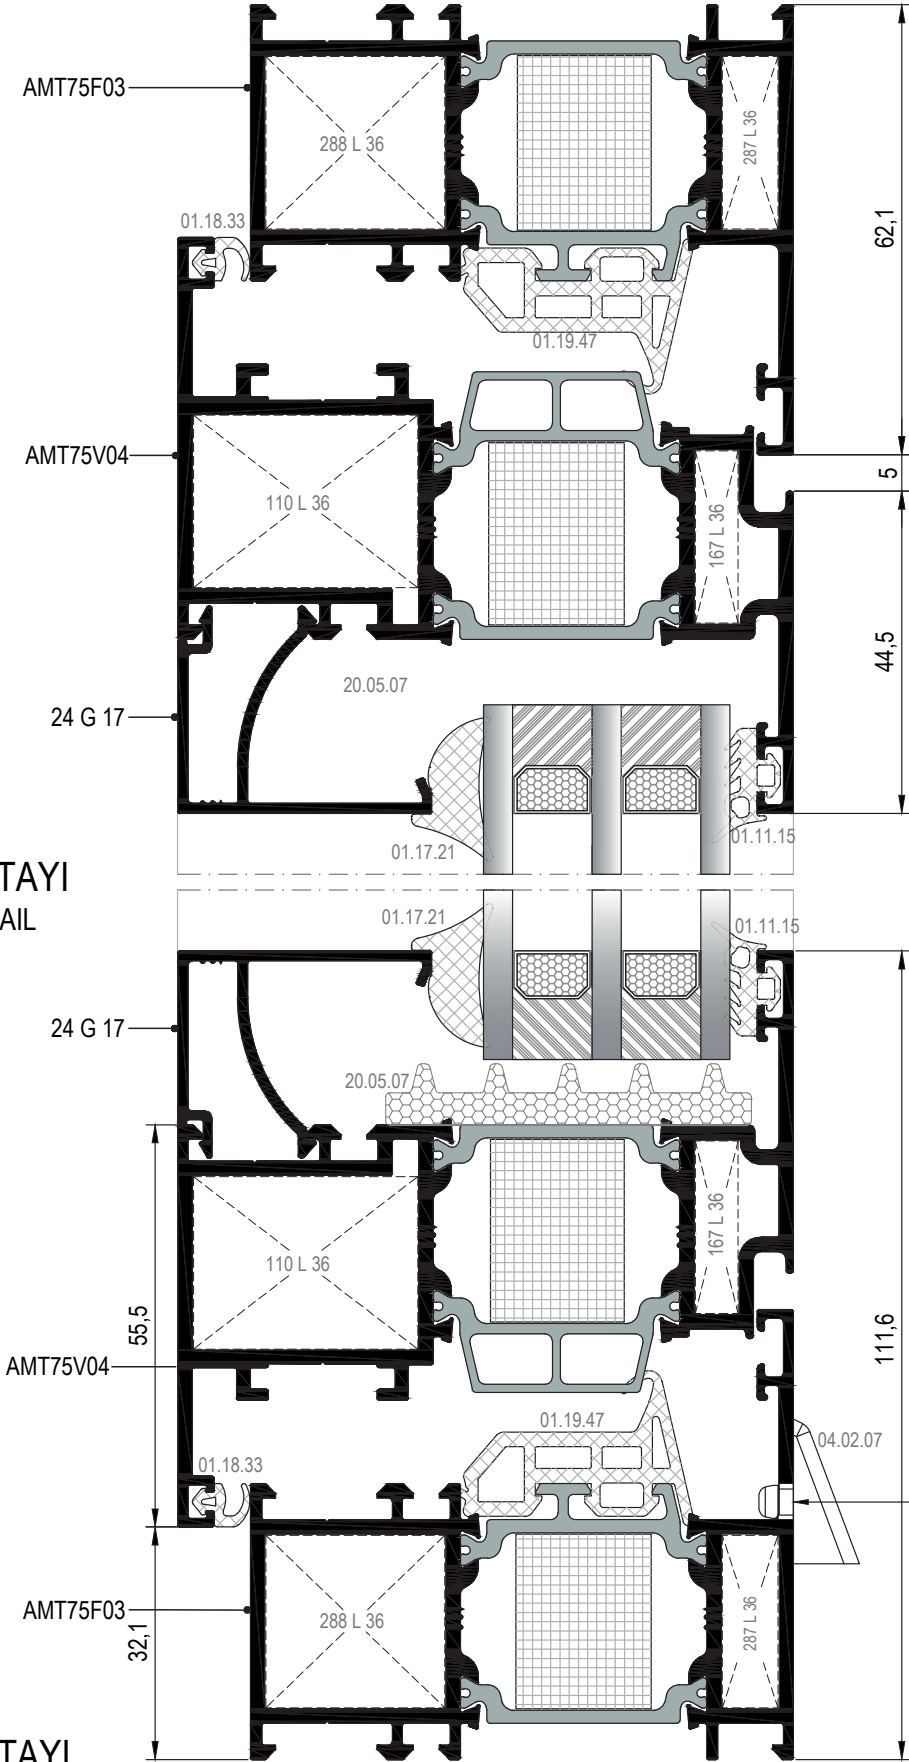 AMT75F03
288 L 36
287 L 36
01.18.33
62,1
01.19.47
AMT75V04
5
110 L 36
167 L 36
44,5
20.05.07
24 G 17
01.11.15
01.17.21
TAYI
AIL
01.17.21
01.11.15
24 G 17
20.05.07
167 L 36
110 L 36
55,5
111,6
AMT75V04
01.19.47
04.02.07
01.18.33
AMT75F03
288 L 36
287 L 36
32,1
TAYI